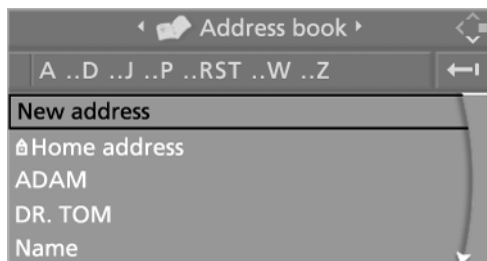 Address book
A ..D ..J ..P ..RST ..W ..Z
New address
Home address
ADAM
DR. TOM
Name